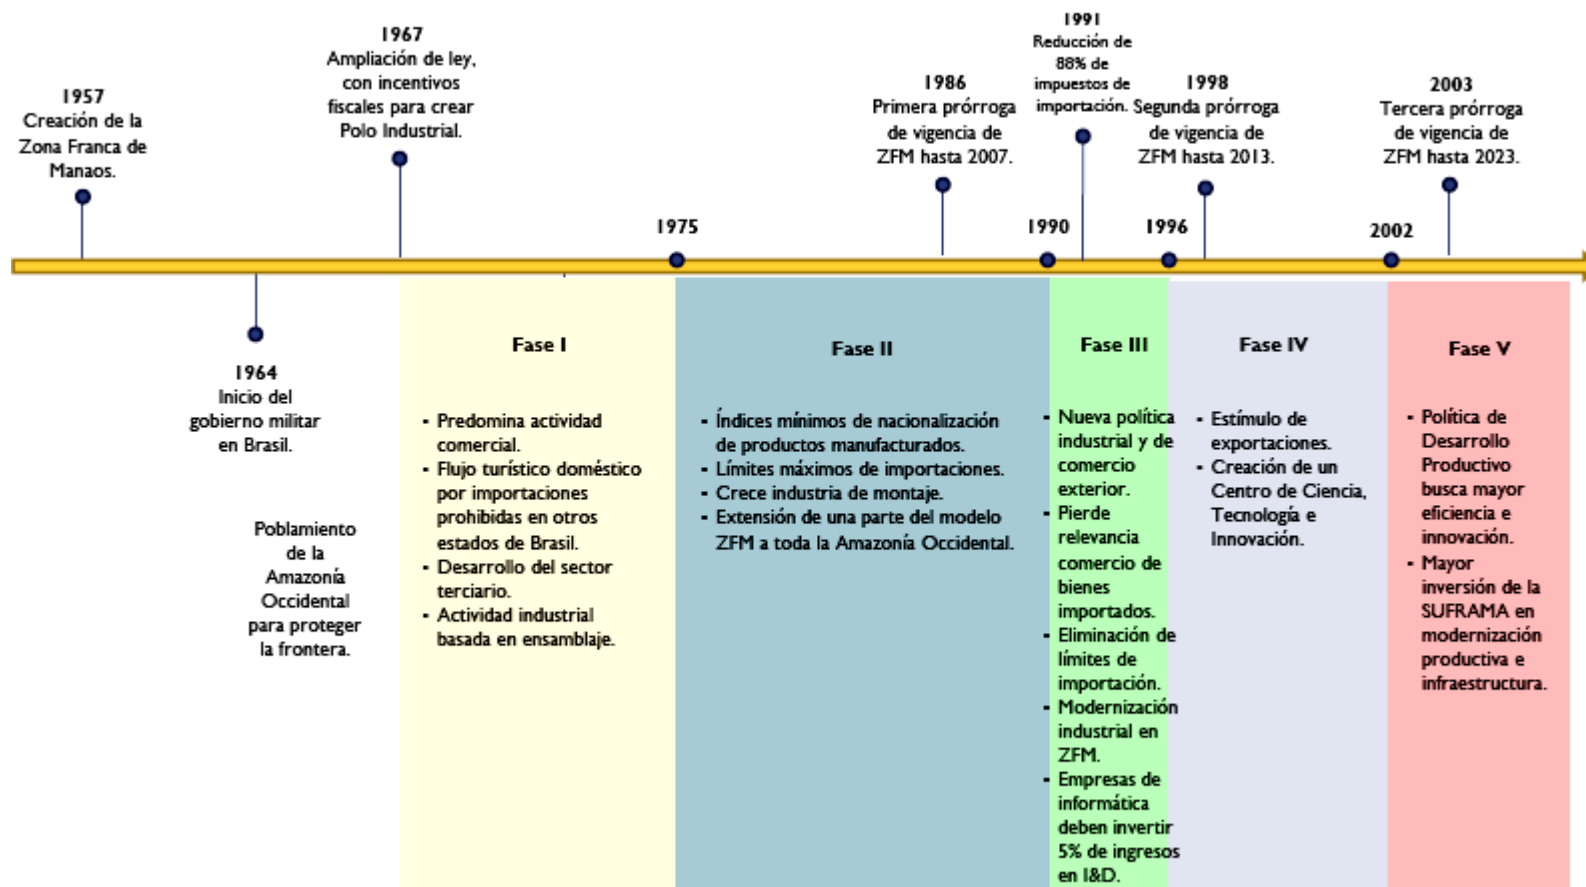 1957
Creación de la
Zona Franca de
Manaos.
1964
Inicio del
gobierno militar
en Brasil.
Poblamiento
de la
Amazonía
Occidental
para proteger
la frontera.
1967
Ampliación de ley,
con incentivos
fiscales para crear
Polo Industrial.
1975
1986
Primera prórroga
de vigencia de
ZFM hasta 2007.
1990
1991
Reducción de
88% de
impuestos de
importación.
1996
1998
Segunda prórroga
de vigencia de
ZFM hasta 2013.
2002
2003
Tercera prórroga
de vigencia de
ZFM hasta 2023.
Fase I
- Predomina actividad
comercial.
- Flujo turístico doméstico
por importaciones
prohibidas en otros
estados de Brasil.
- Desarrollo del sector
terciario.
- Actividad industrial
basada en ensamblaje.
Fase II
- Índices mínimos de nacionalización
de productos manufacturados.
- Límites máximos de importaciones.
- Crece industria de montaje.
- Extensión de una parte del modelo
ZFM a toda la Amazonía Occidental.
Fase III
- Nueva política
industrial y de
comercio
exterior.
- Pierde
relevancia
comercio de
bienes
importados.
- Eliminación de
límites de
importación.
- Modernización
industrial en
ZFM.
- Empresas de
informática
deben invertir
5% de ingresos
en I&D.
Fase IV
- Estímulo de
exportaciones.
- Creación de un
Centro de Ciencia,
Tecnología e
Innovación.
Fase V
- Política de
Desarrollo
Productivo
busca mayor
eficiencia e
innovación.
- Mayor
inversión de la
SUFRAMA en
modernización
productiva e
infraestructura.